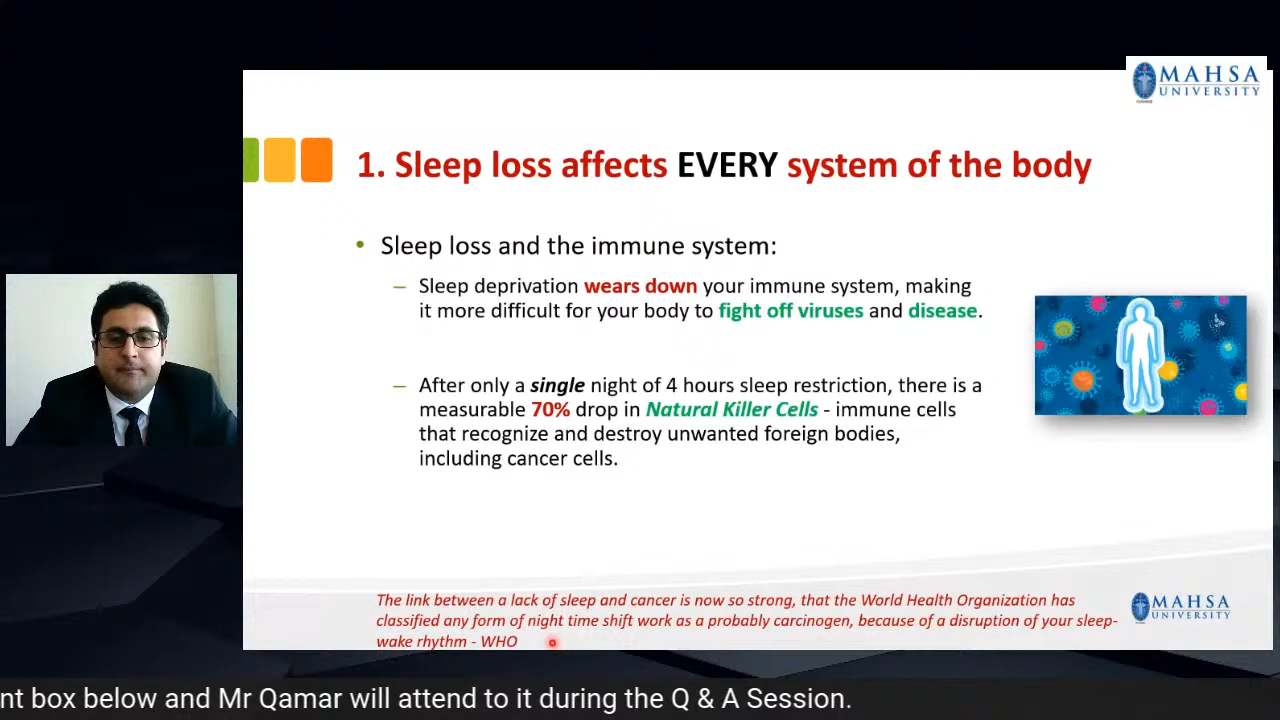 MAHSA
UNIVERSITY
1. Sleep loss affects EVERY system of the body
• Sleep loss and the immune system:
– Sleep deprivation wears down your immune system, making
it more difficult for your body to fight off viruses and disease.
– After only a single night of 4 hours sleep restriction, there is a
measurable 70% drop in Natural Killer Cells - immune cells
that recognize and destroy unwanted foreign bodies,
including cancer cells.
The link between a lack of sleep and cancer is now so strong, that the World Health Organization has
classified any form of night time shift work as a probably carcinogen, because of a disruption of your sleep-
wake rhythm - WHO
MAHSA
UNIVERSITY
nt box below and Mr Qamar will attend to it during the Q & A Session.